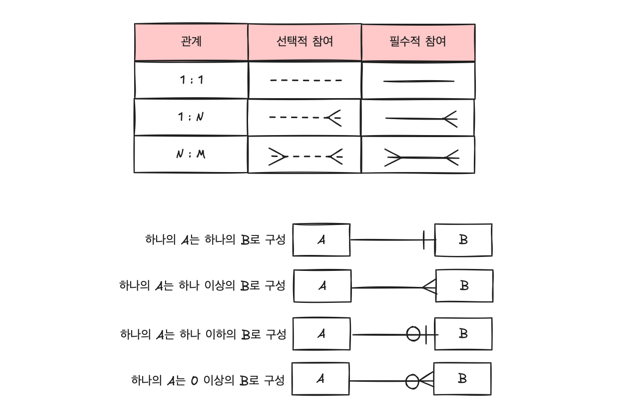 관계 선택적 참여 필수적 참여
1 : 1
1 : N
N : M
하나의 A는 하나의 B로 구성 A B
하나의 A는 하나 이상의 B로 구성 A B
하나의 A는 하나 이하의 B로 구성 A B
하나의 A는 0 이상의 B로 구성 A B